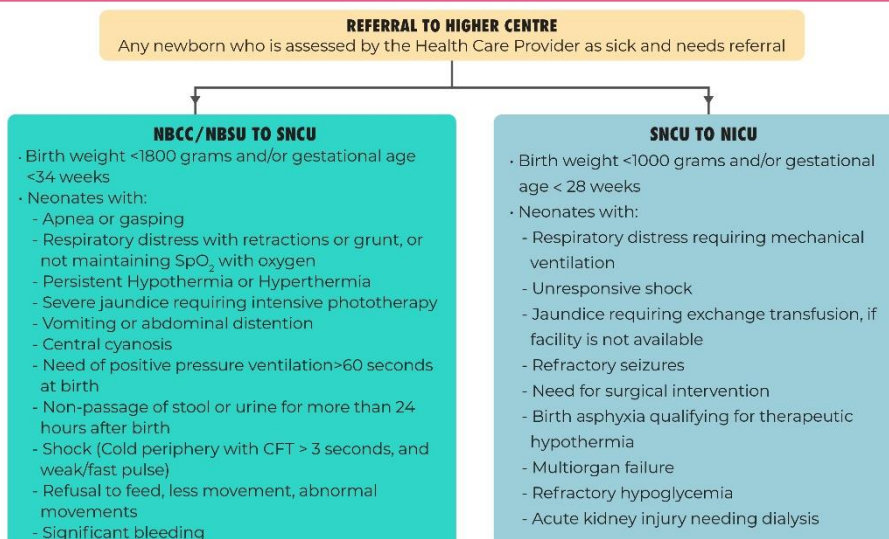 REFERRAL TO HIGHER CENTRE
Any newborn who is assessed by the Health Care Provider as sick and needs referral
NBCC/NBSU TO SNCU
· Birth weight <1800 grams and/or gestational age
<34 weeks
· Neonates with:
- Apnea or gasping
- Respiratory distress with retractions or grunt, or
not maintaining SpO₂ with oxygen
- Persistent Hypothermia or Hyperthermia
- Severe jaundice requiring intensive phototherapy
- Vomiting or abdominal distention
- Central cyanosis
- Need of positive pressure ventilation>60 seconds
at birth
- Non-passage of stool or urine for more than 24
hours after birth
- Shock (Cold periphery with CFT > 3 seconds, and
weak/fast pulse)
- Refusal to feed, less movement, abnormal
movements
- Significant bleeding
SNCU TO NICU
· Birth weight <1000 grams and/or gestational
age < 28 weeks
· Neonates with:
- Respiratory distress requiring mechanical
ventilation
- Unresponsive shock
- Jaundice requiring exchange transfusion, if
facility is not available
- Refractory seizures
- Need for surgical intervention
- Birth asphyxia qualifying for therapeutic
hypothermia
- Multiorgan failure
- Refractory hypoglycemia
- Acute kidney injury needing dialysis